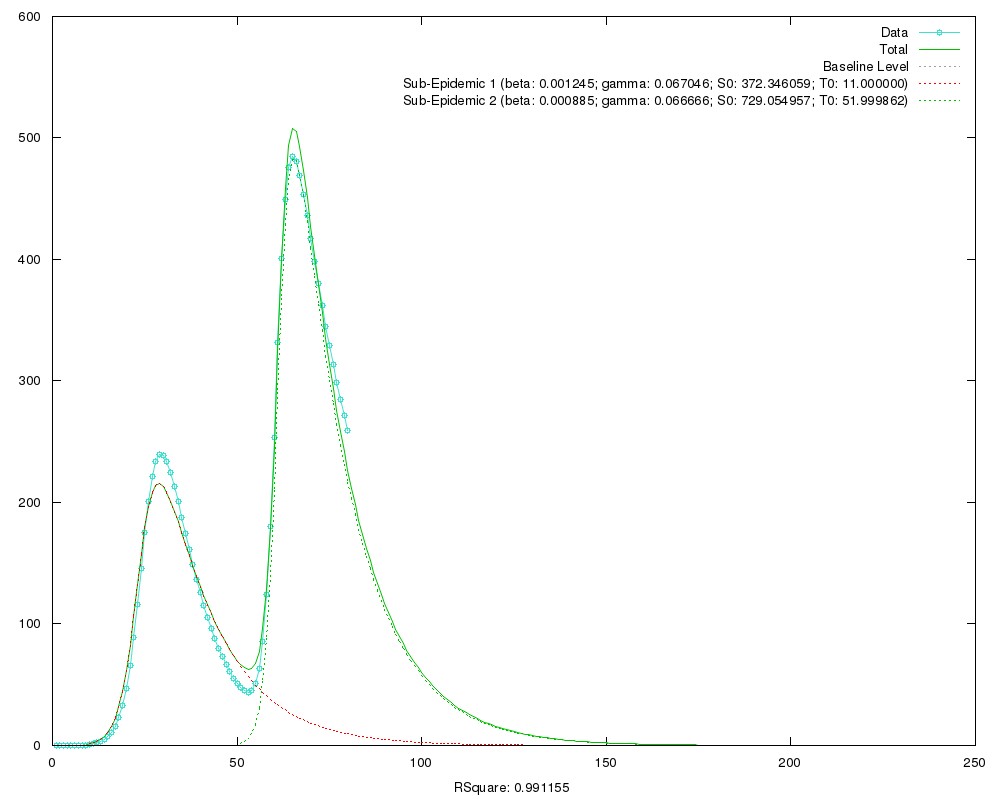 600
500
400
300
200
100
0
Data
Total
Baseline Level
Sub-Epidemic 1 (beta: 0.001245; gamma: 0.067046; S0: 372.346059; T0: 11.000000)
Sub-Epidemic 2 (beta: 0.000885; gamma: 0.066666; S0: 729.054957; T0: 51.999862)
0 50 100 150 200 250
RSquare: 0.991155